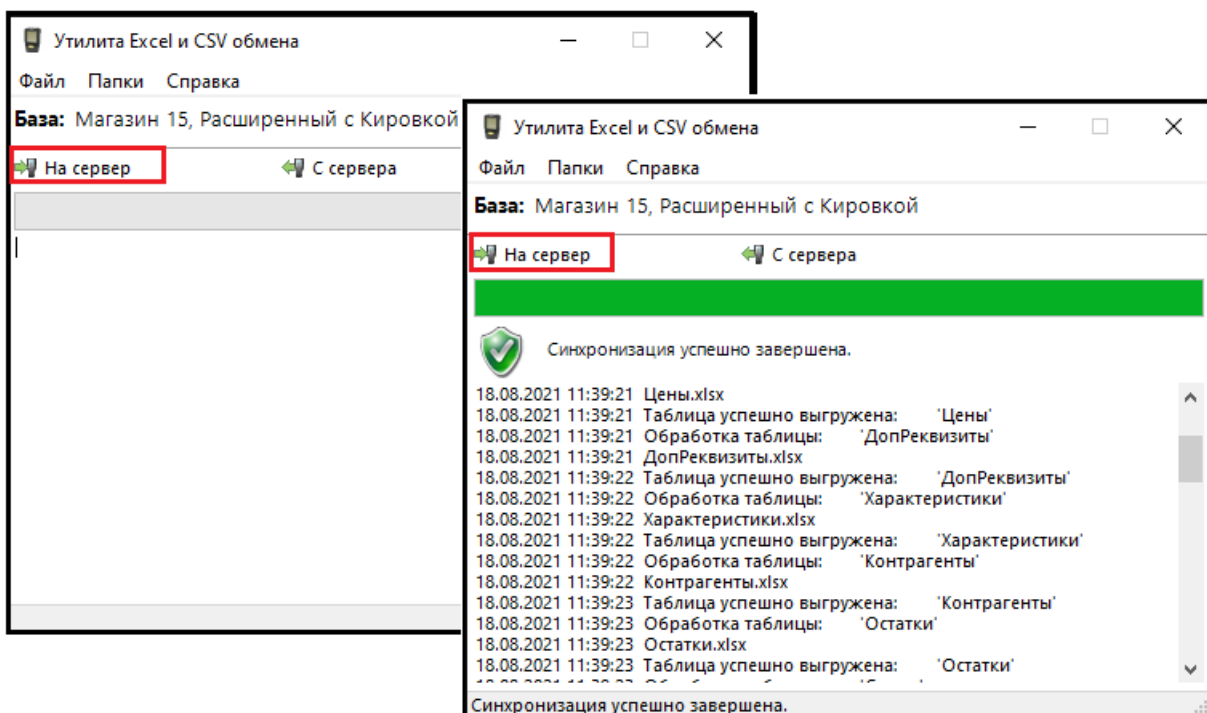 Утилита Excel и CSV обмена
Файл Папки Справка
База: Магазин 15, Расширенный с Кировкой
На сервер С сервера
Утилита Excel и CSV обмена
Файл Папки Справка
База: Магазин 15, Расширенный с Кировкой
На сервер С сервера
Синхронизация успешно завершена.
18.08.2021 11:39:21 Цены.xlsx
18.08.2021 11:39:21 Таблица успешно выгружена: 'Цены'
18.08.2021 11:39:21 Обработка таблицы: 'ДопРеквизиты'
18.08.2021 11:39:21 ДопРеквизиты.xlsx
18.08.2021 11:39:22 Таблица успешно выгружена: 'ДопРеквизиты'
18.08.2021 11:39:22 Обработка таблицы: 'Характеристики'
18.08.2021 11:39:22 Характеристики.xlsx
18.08.2021 11:39:22 Таблица успешно выгружена: 'Характеристики'
18.08.2021 11:39:22 Обработка таблицы: 'Контрагенты'
18.08.2021 11:39:22 Контрагенты.xlsx
18.08.2021 11:39:23 Таблица успешно выгружена: 'Контрагенты'
18.08.2021 11:39:23 Обработка таблицы: 'Остатки'
18.08.2021 11:39:23 Остатки.xlsx
18.08.2021 11:39:23 Таблица успешно выгружена: 'Остатки'
Синхронизация успешно завершена.